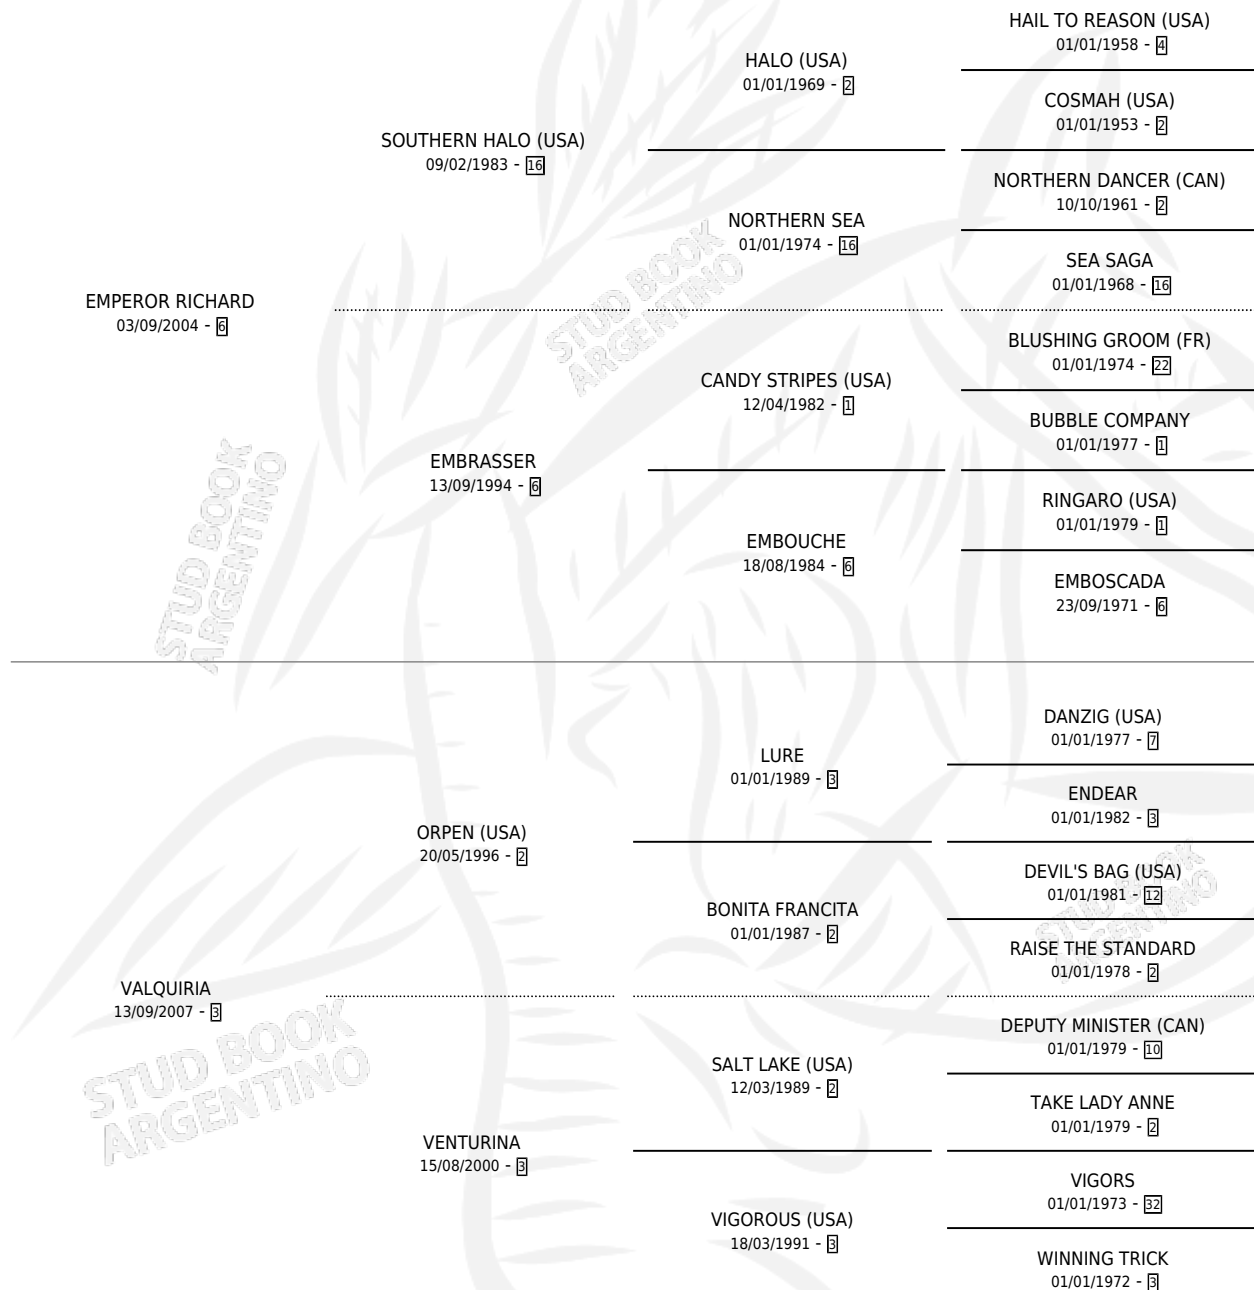 HAIL TO REASON (USA)
01/01/1958 - 4
HALO (USA)
01/01/1969 - 2
COSMAH (USA)
01/01/1953 - 2
SOUTHERN HALO (USA)
09/02/1983 - 16
NORTHERN DANCER (CAN)
10/10/1961 - 2
NORTHERN SEA
01/01/1974 - 16
SEA SAGA
01/01/1968 - 16
EMPEROR RICHARD
03/09/2004 - 6
BLUSHING GROOM (FR)
01/01/1974 - 22
CANDY STRIPES (USA)
12/04/1982 - 1
BUBBLE COMPANY
01/01/1977 - 1
EMBRASSER
13/09/1994 - 6
RINGARO (USA)
01/01/1979 - 1
EMBOUCHE
18/08/1984 - 6
EMBOSCADA
23/09/1971 - 6
DANZIG (USA)
01/01/1977 - 7
LURE
01/01/1989 - 3
ENDEAR
01/01/1982 - 3
ORPEN (USA)
20/05/1996 - 2
DEVIL'S BAG (USA)
01/01/1981 - 12
BONITA FRANCITA
01/01/1987 - 2
RAISE THE STANDARD
01/01/1978 - 2
VALQUIRIA
13/09/2007 - 3
DEPUTY MINISTER (CAN)
01/01/1979 - 10
SALT LAKE (USA)
12/03/1989 - 2
TAKE LADY ANNE
01/01/1979 - 2
VENTURINA
15/08/2000 - 3
VIGORS
01/01/1973 - 32
VIGOROUS (USA)
18/03/1991 - 3
WINNING TRICK
01/01/1972 - 3
STUD BOOK
ARGENTINO
STUD BOOK
ARGENTINO
STUD BOOK
ARGENTINO
STUD BOOK
ARGENTINO